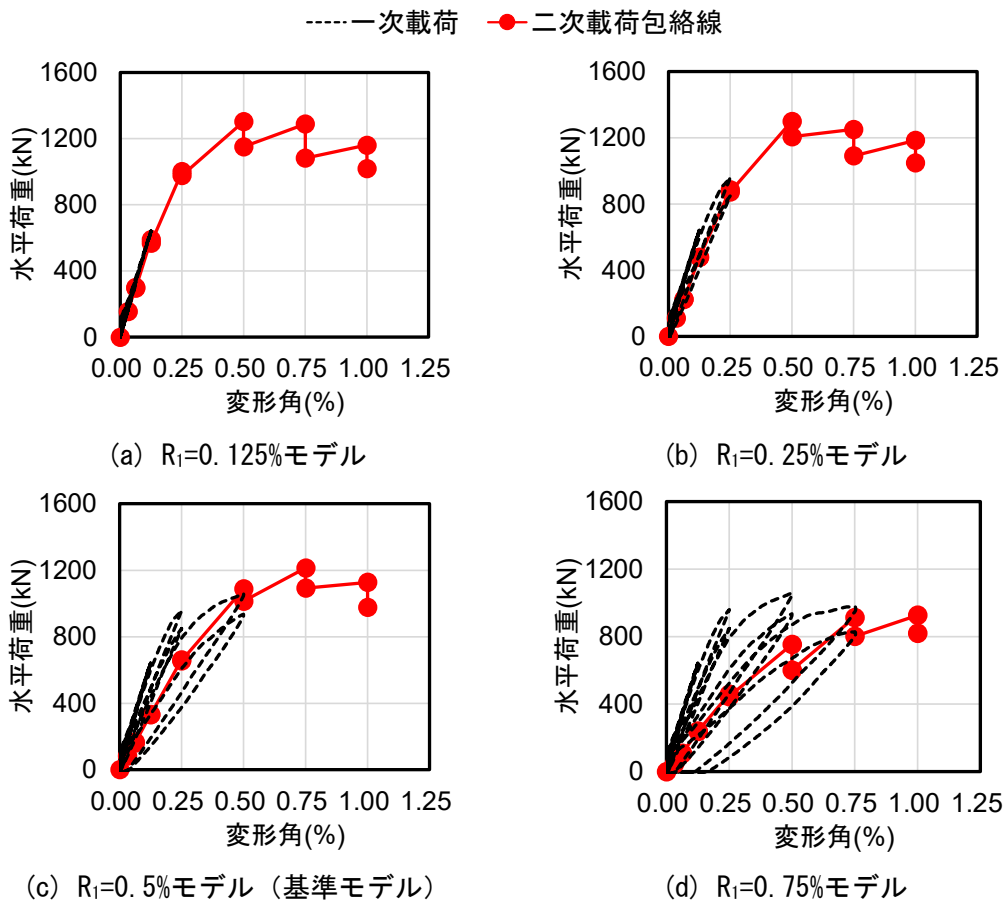 一次載荷 二次載荷包絡線
1600
1200
800
400
0
0.00 0.25 0.50 0.75 1.00 1.25
水平荷重(kN)
変形角(%)
(a) R₁=0.125%モデル
1600
1200
800
400
0
0.00 0.25 0.50 0.75 1.00 1.25
水平荷重(kN)
変形角(%)
(b) R₁=0.25%モデル
1600
1200
800
400
0
0.00 0.25 0.50 0.75 1.00 1.25
水平荷重(kN)
変形角(%)
(c) R₁=0.5%モデル（基準モデル）
1600
1200
800
400
0
0.00 0.25 0.50 0.75 1.00 1.25
水平荷重(kN)
変形角(%)
(d) R₁=0.75%モデル